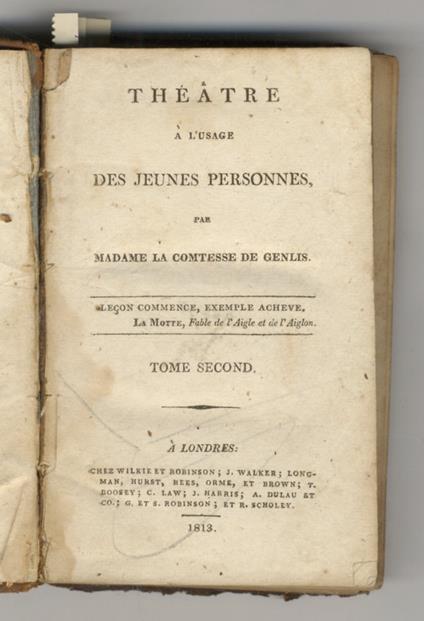 THÉÂTRE
À L'USAGE
DES JEUNES PERSONNES,
PAR
MADAME LA COMTESSE DE GENLIS.
LEÇON COMMENCE, EXEMPLE ACHEVE.
LA MOTTE, Fable de l'Aigle et de l'Aiglon.
TOME SECOND.
À LONDRES:
CHEZ WILKIE ET ROBINSON; J. WALKER; LONG-
MAN, HURST, REES, ORME, ET BROWN; T.
BOOSEY; C. LAW; J. HARRIS; A. DULAU ET
CO.; G. ET S. ROBINSON; ET R. SCHOLEY.
1813.